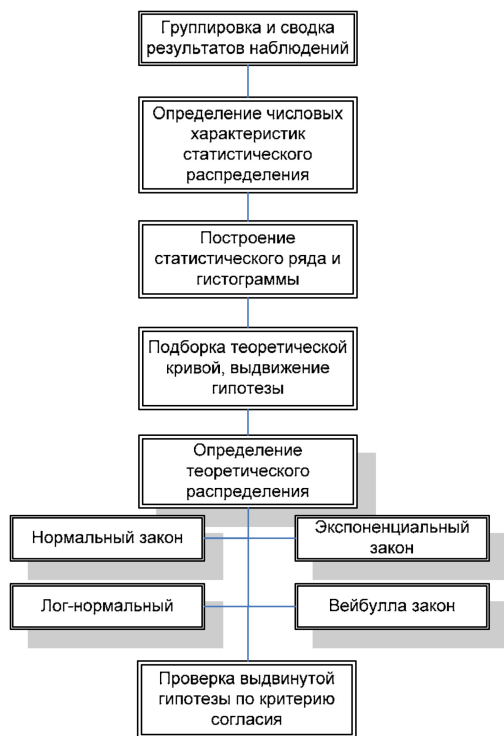 Группировка и сводка
результатов наблюдений
Определение числовых
характеристик
статистического
распределения
Построение
статистического ряда и
гистограммы
Подборка теоретической
кривой, выдвижение
гипотезы
Определение
теоретического
распределения
Нормальный закон
Экспоненциальный
закон
Лог-нормальный
Вейбулла закон
Проверка выдвинутой
гипотезы по критерию
согласия